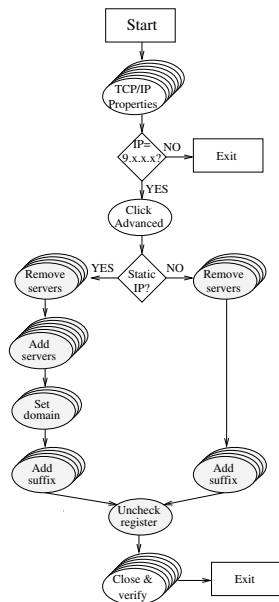 Start
TCP/IP
Properties
IP=
9.x.x.x?
NO
Exit
YES
Click
Advanced
YES
Static
IP?
NO
Remove
servers
Remove
servers
Add
servers
Set
domain
Add
suffix
Add
suffix
Uncheck
register
Close &
verify
Exit